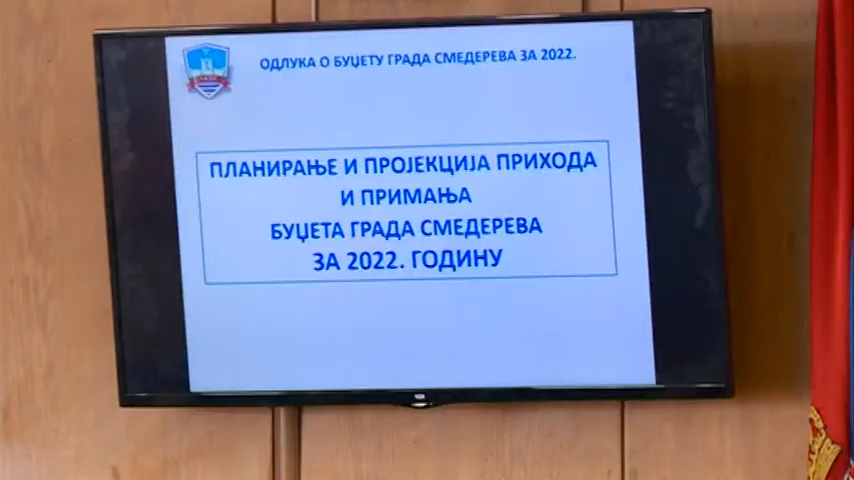 ОДЛУКА О БУЏЕТУ ГРАДА СМЕДЕРЕВА ЗА 2022.
ПЛАНИРАЊЕ И ПРОЈЕКЦИЈА ПРИХОДА
И ПРИМАЊА
БУЏЕТА ГРАДА СМЕДЕРЕВА
ЗА 2022. ГОДИНУ